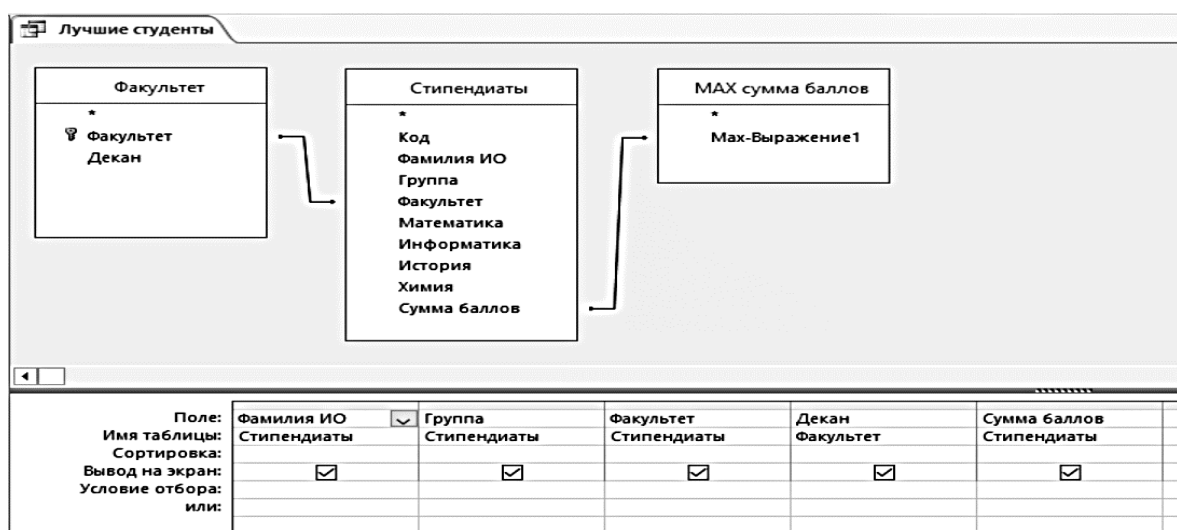 Лучшие студенты
Факультет
*
Факультет
Декан
Стипендиаты
*
Код
Фамилия ИО
Группа
Факультет
Математика
Информатика
История
Химия
Сумма баллов
МАХ сумма баллов
*
Мах-Выражение1
Поле: Фамилия ИО Группа Факультет Декан Сумма баллов
Имя таблицы: Стипендиаты Стипендиаты Стипендиаты Факультет Стипендиаты
Сортировка:
Вывод на экран:
Условие отбора:
или: